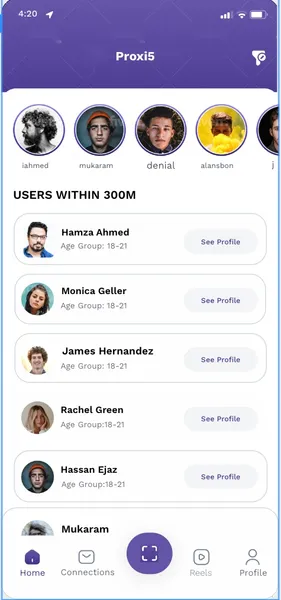 4:20
Proxi5
iahmed mukaram denial alansbon j
USERS WITHIN 300M
Hamza Ahmed
Age Group: 18-21
See Profile
Monica Geller
Age Group: 18-21
See Profile
James Hernandez
Age Group: 18-21
See Profile
Rachel Green
Age Group:18-21
See Profile
Hassan Ejaz
Age Group:18-21
See Profile
Mukaram
Home Connections Reels Profile